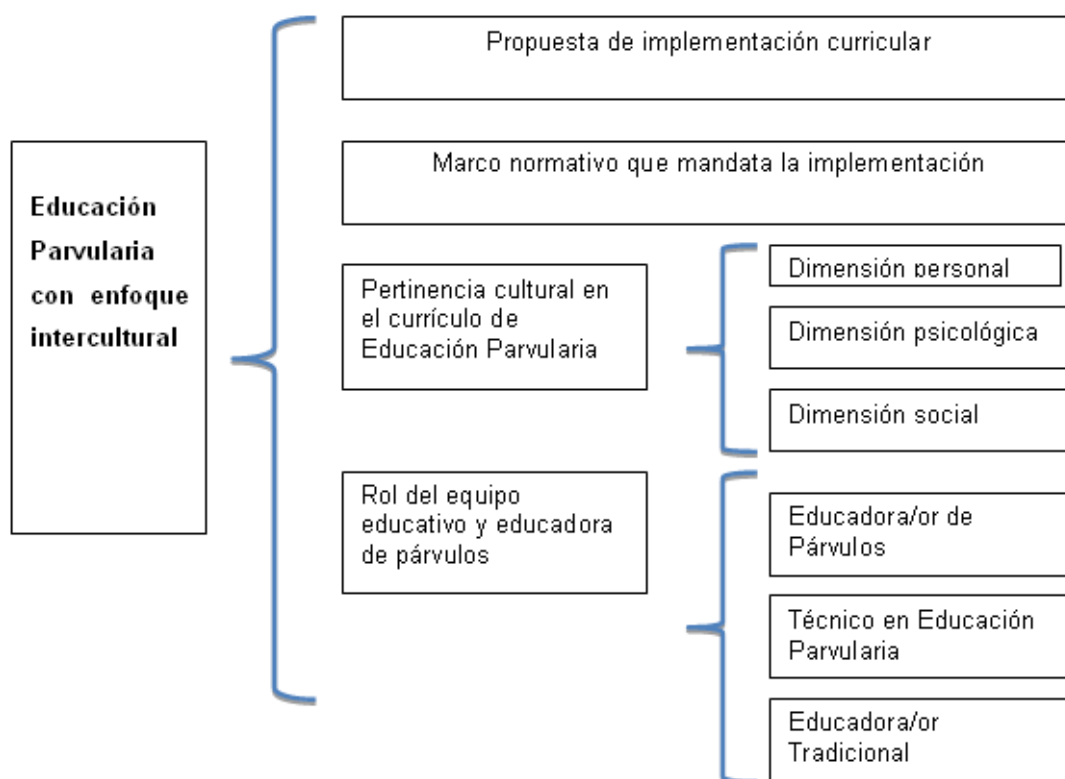 Propuesta de implementación curricular
Marco normativo que mandata la implementación
Educación
Parvularia
con enfoque
intercultural
Pertinencia cultural en
el currículo de
Educación Parvularia
Dimensión personal
Dimensión psicológica
Dimensión social
Rol del equipo
educativo y educadora
de párvulos
Educadora/or de
Párvulos
Técnico en Educación
Parvularia
Educadora/or
Tradicional